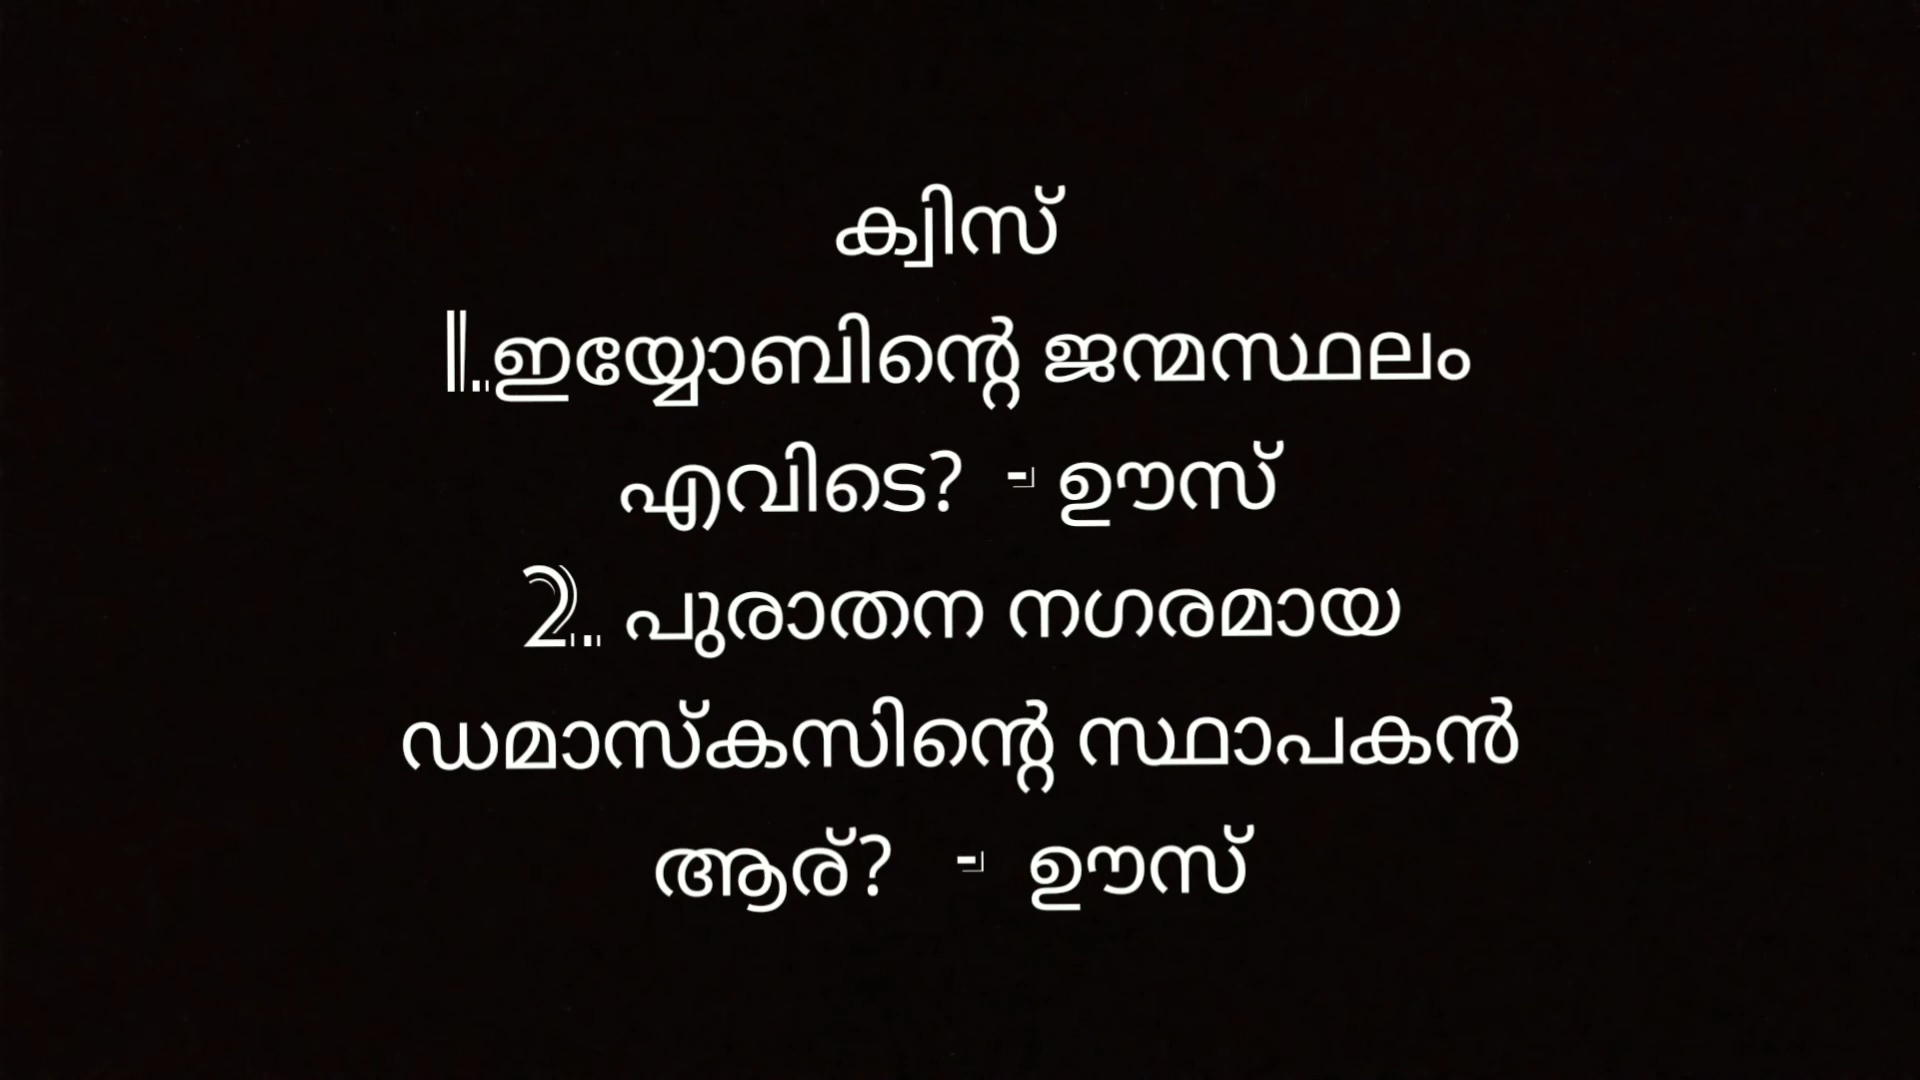 ക്വിസ്
1.ഇയ്യോബിന്റെ ജന്മസ്ഥലം
എവിടെ? - ഊസ്
2. പുരാതന നഗരമായ
ഡമാസ്കസിന്റെ സ്ഥാപകൻ
ആര്? - ഊസ്